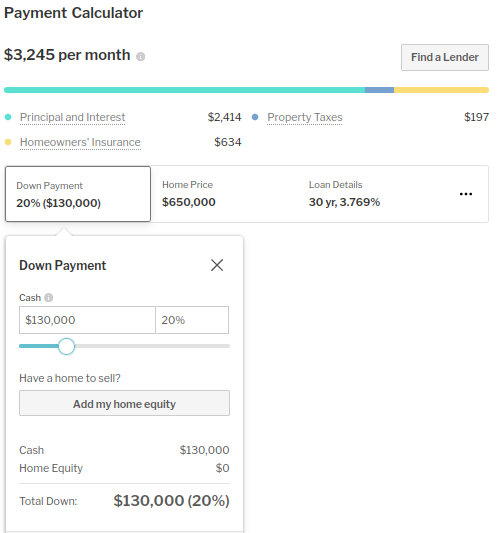 Payment Calculator
$3,245 per month
Find a Lender
Principal and Interest $2,414 Property Taxes $197
Homeowners' Insurance $634
Down Payment Home Price Loan Details
20% ($130,000) $650,000 30 yr, 3.769%
Down Payment
Cash
$130,000 20%
Have a home to sell?
Add my home equity
Cash $130,000
Home Equity $0
Total Down: $130,000 (20%)